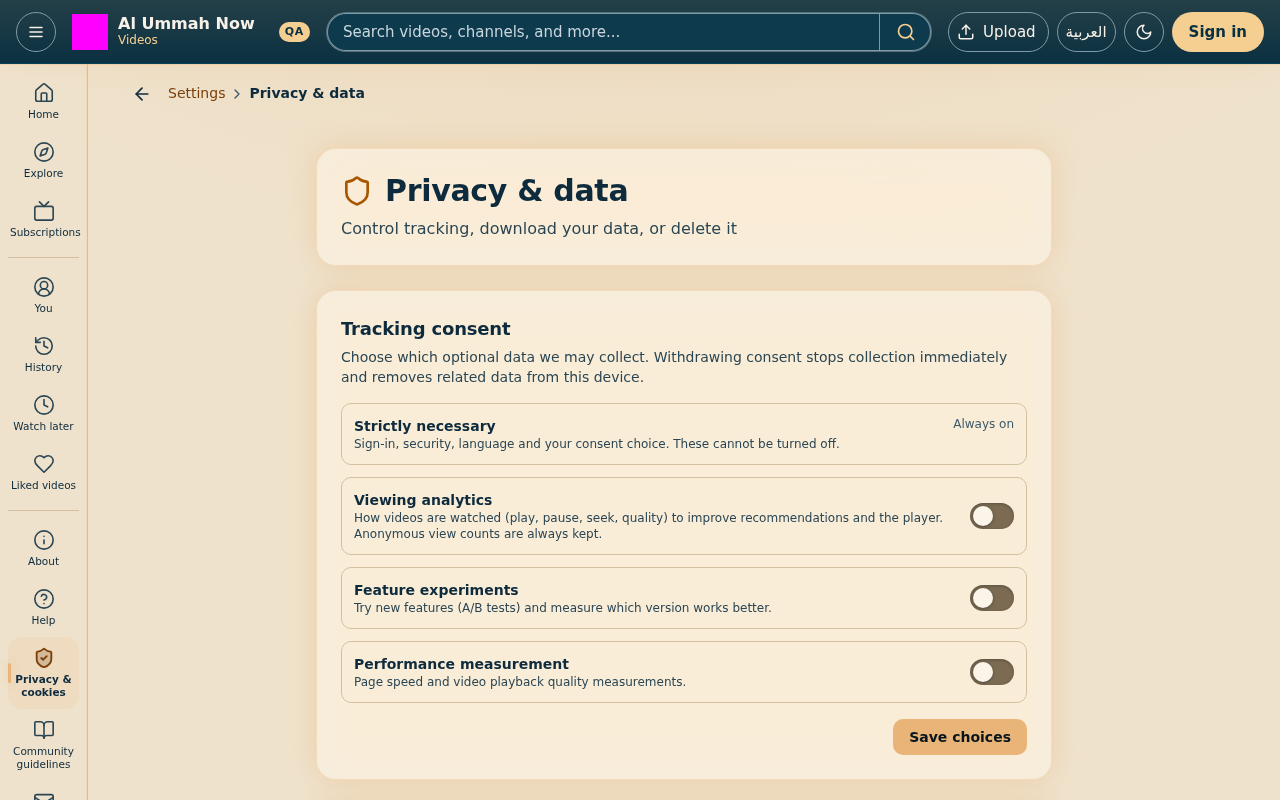 Al Ummah Now
Videos
QA
Search videos, channels, and more...
Upload
العربية
Sign in
Home
Explore
Subscriptions
You
History
Watch later
Liked videos
About
Help
Privacy &
cookies
Community
guidelines
Settings
Privacy & data
Privacy & data
Control tracking, download your data, or delete it
Tracking consent
Choose which optional data we may collect. Withdrawing consent stops collection immediately
and removes related data from this device.
Strictly necessary
Always on
Sign-in, security, language and your consent choice. These cannot be turned off.
Viewing analytics
How videos are watched (play, pause, seek, quality) to improve recommendations and the player.
Anonymous view counts are always kept.
Feature experiments
Try new features (A/B tests) and measure which version works better.
Performance measurement
Page speed and video playback quality measurements.
Save choices